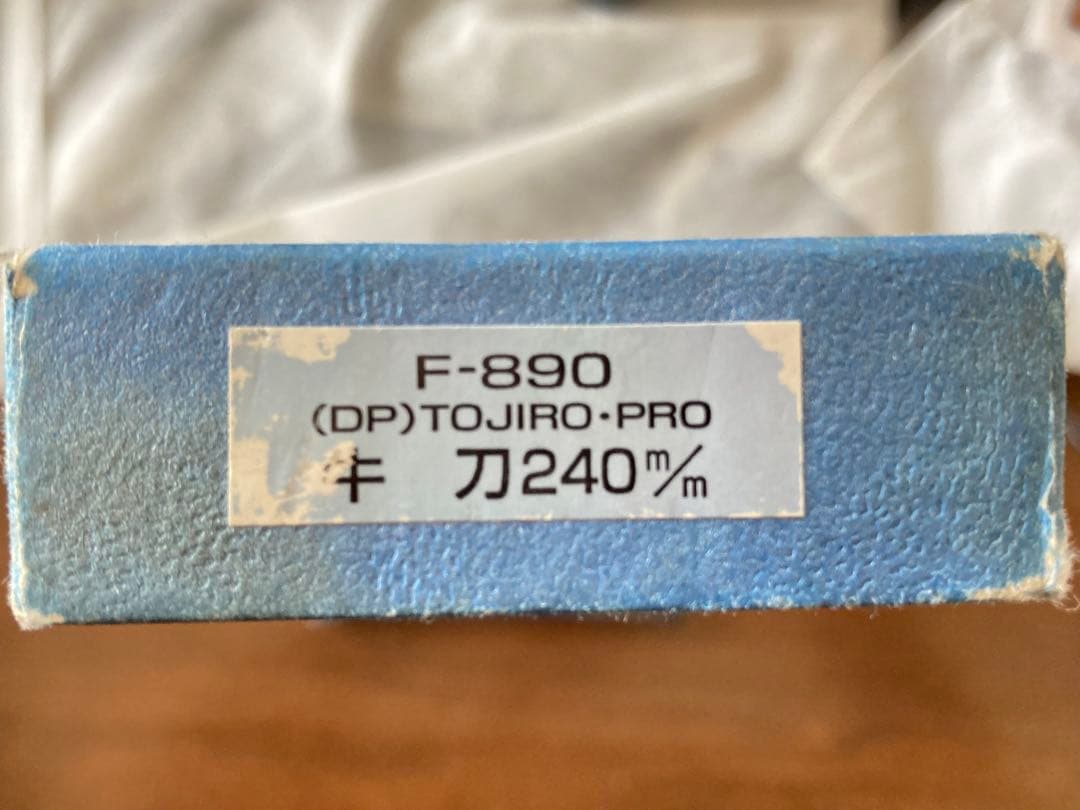 F-890
(DP)TOJIRO・PRO
牛 刀240m/m